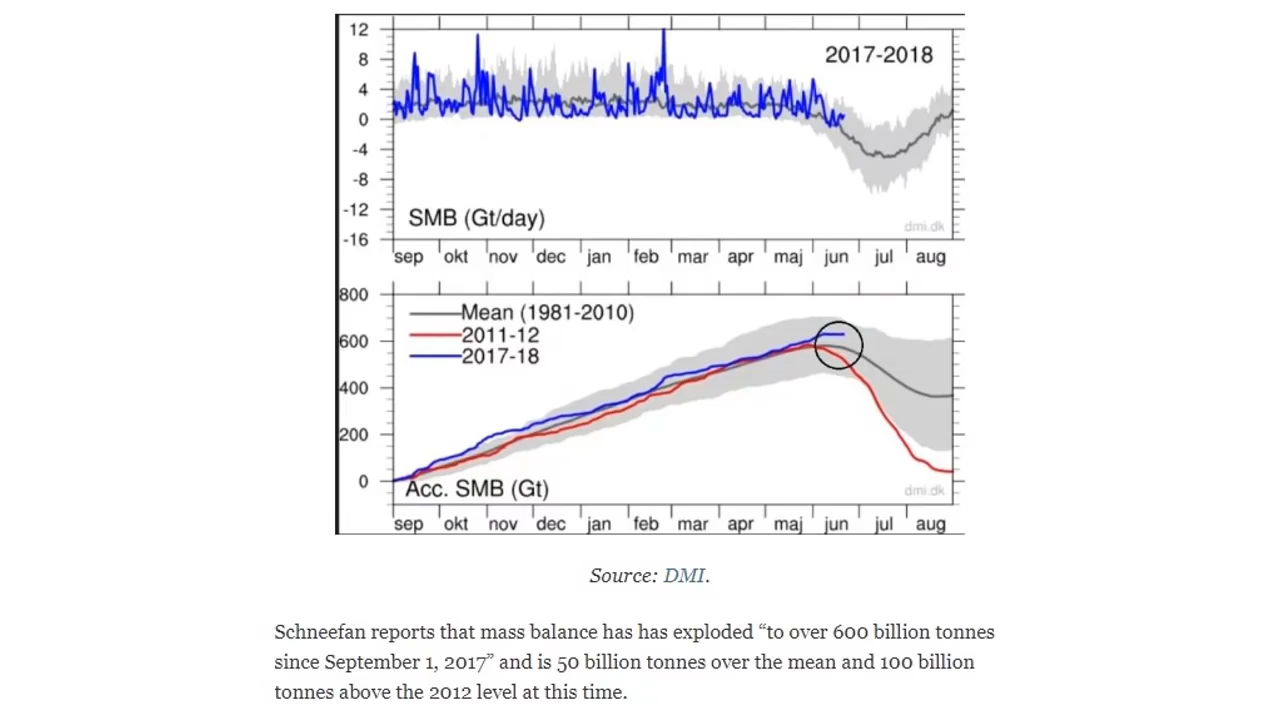 12
2017-2018
8
4
0
-4
-8
-12
SMB (Gt/day)
dmi.dk
-16
sep okt nov dec jan feb mar apr maj jun jul aug
800
Mean (1981-2010)
600
2011-12
2017-18
400
200
0
Acc. SMB (Gt)
dmi.dk
sep okt nov dec jan feb mar apr maj jun jul aug
Source: DMI.
Schneefan reports that mass balance has has exploded “to over 600 billion tonnes
since September 1, 2017” and is 50 billion tonnes over the mean and 100 billion
tonnes above the 2012 level at this time.